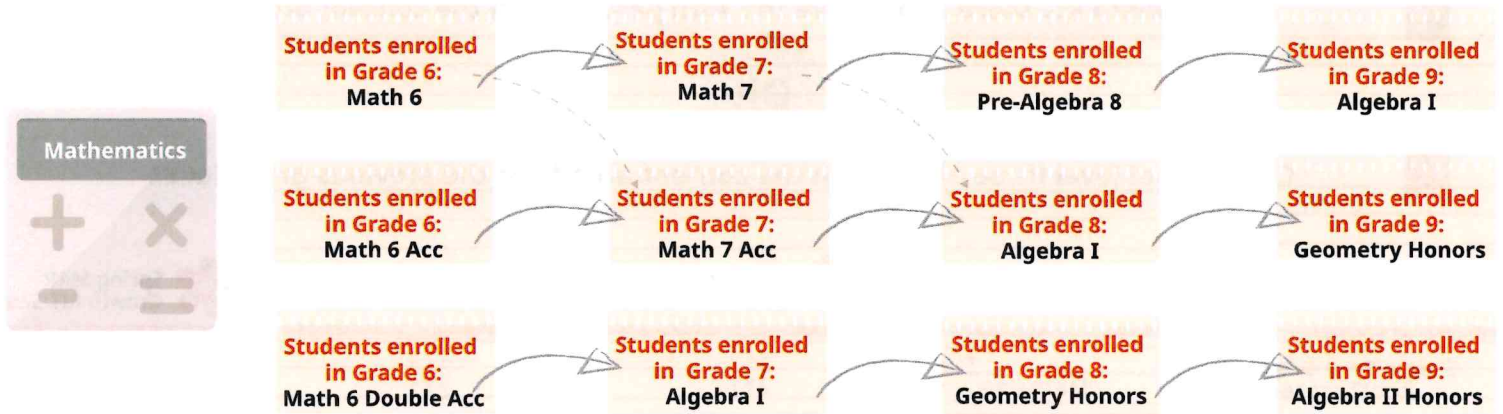 Mathematics
Students enrolled
in Grade 6:
Math 6
Students enrolled
in Grade 7:
Math 7
Students enrolled
in Grade 8:
Pre-Algebra 8
Students enrolled
in Grade 9:
Algebra I
Students enrolled
in Grade 6:
Math 6 Acc
Students enrolled
in Grade 7:
Math 7 Acc
Students enrolled
in Grade 8:
Algebra I
Students enrolled
in Grade 9:
Geometry Honors
Students enrolled
in Grade 6:
Math 6 Double Acc
Students enrolled
in Grade 7:
Algebra I
Students enrolled
in Grade 8:
Geometry Honors
Students enrolled
in Grade 9:
Algebra II Honors